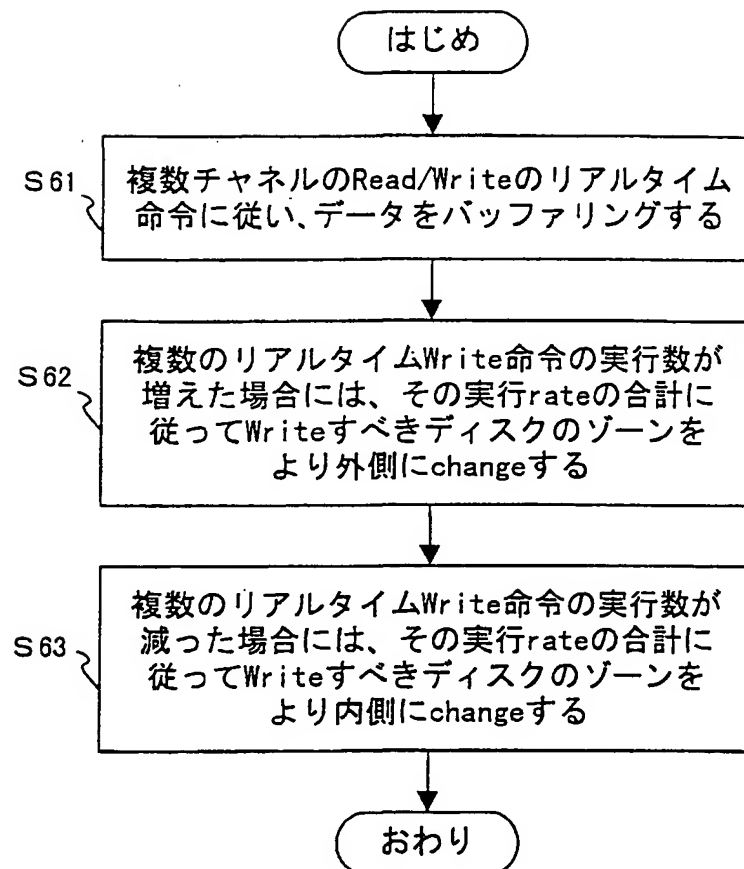 はじめ
S61
複数チャネルのRead/Writeのリアルタイム
命令に従い、データをバッファリングする
S62
複数のリアルタイムWrite命令の実行数が
増えた場合には、その実行rateの合計に
従ってWriteすべきディスクのゾーンを
より外側にchangeする
S63
複数のリアルタイムWrite命令の実行数が
減った場合には、その実行rateの合計に
従ってWriteすべきディスクのゾーンを
より内側にchangeする
おわり